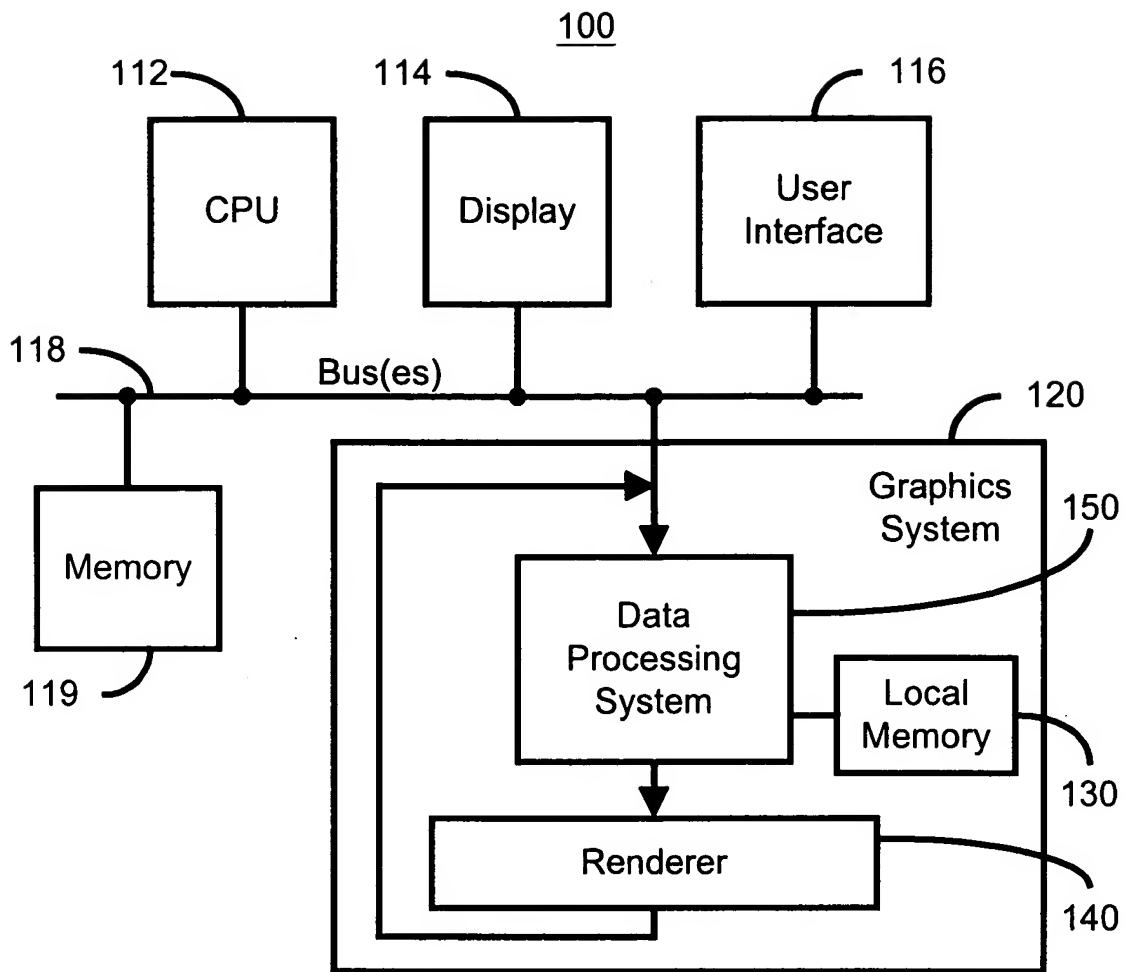 100
112
114
116
CPU
Display
User
Interface
118
Bus(es)
120
Graphics
System
150
Memory
Data
Processing
System
Local
Memory
119
130
Renderer
140